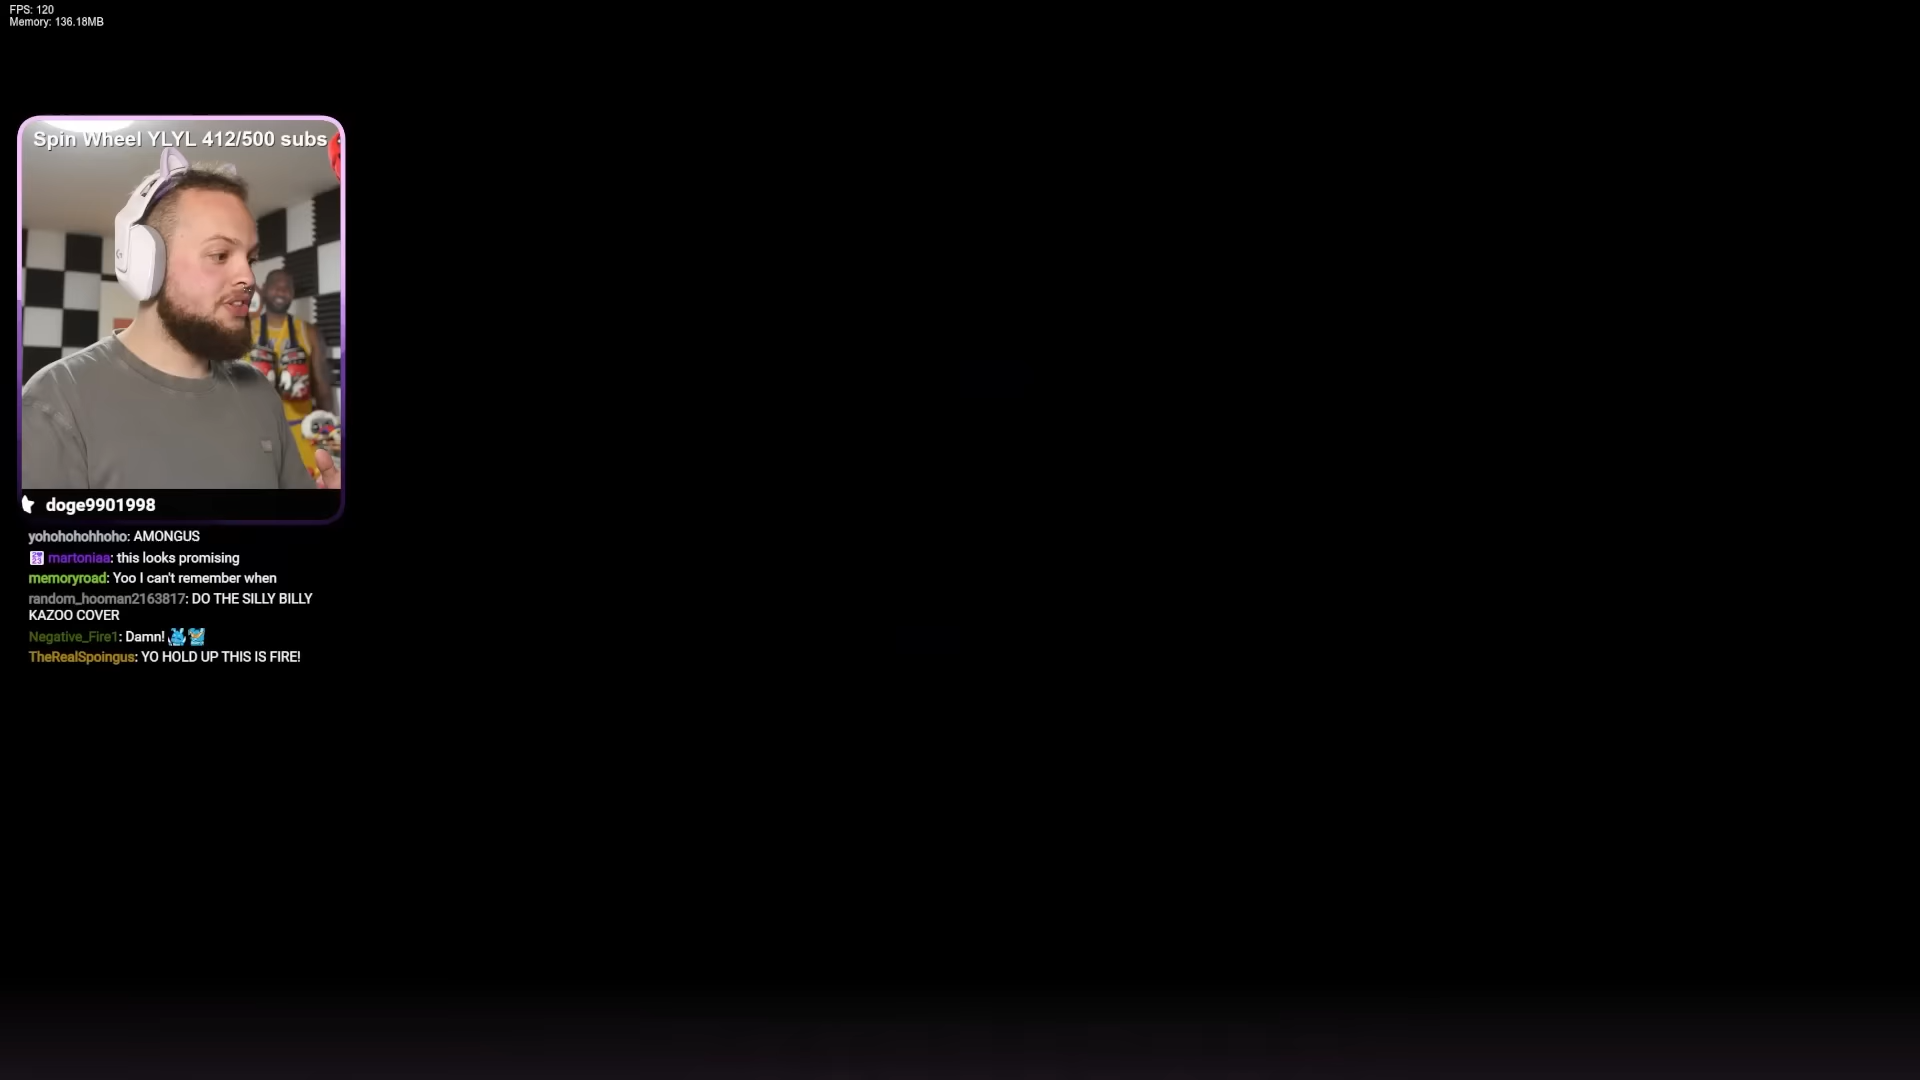 FPS: 120
Memory: 136.18MB
Spin Wheel YLYL 412/500 subs
doge9901998
yohohohohhoho: AMONGUS
martoniaa: this looks promising
memoryroad: Yoo I can't remember when
random_hooman2163817: DO THE SILLY BILLY
KAZOO COVER
Negative_Fire1: Damn!
TheRealSpoingus: YO HOLD UP THIS IS FIRE!